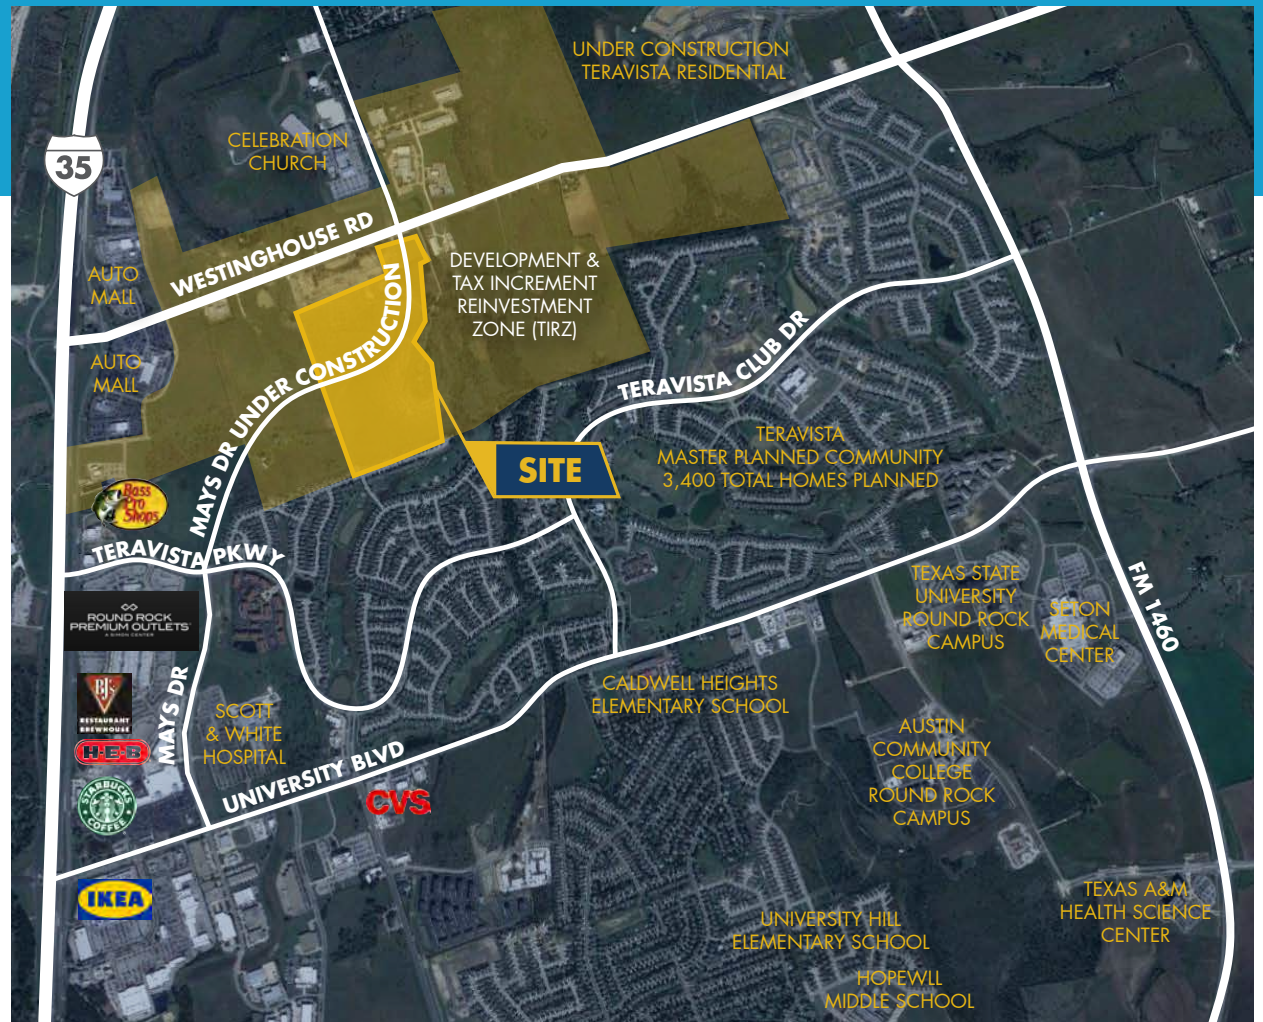 UNDER CONSTRUCTION
TERAVISTA RESIDENTIAL
CELEBRATION
CHURCH
35
WESTINGHOUSE RD
DEVELOPMENT &
TAX INCREMENT
REINVESTMENT
ZONE (TIRZ)
AUTO
MALL
AUTO
MALL
MAYS DR UNDER CONSTRUCTION
TERAVISTA CLUB DR
TERAVISTA
MASTER PLANNED COMMUNITY
3,400 TOTAL HOMES PLANNED
SITE
Bass
Pro
Shops
TERAVISTA PKWY
FM 1460
TEXAS STATE
UNIVERSITY
ROUND ROCK
CAMPUS
SETON
MEDICAL
CENTER
ROUND ROCK
PREMIUM OUTLETS
A SIMON CENTER
BJ's
RESTAURANT
BREWHOUSE
MAYS DR
SCOTT
& WHITE
HOSPITAL
CALDWELL HEIGHTS
ELEMENTARY SCHOOL
H-E-B
UNIVERSITY BLVD
AUSTIN
COMMUNITY
COLLEGE
ROUND ROCK
CAMPUS
STARBUCKS
COFFEE
CVS
IKEA
TEXAS A&M
HEALTH SCIENCE
CENTER
UNIVERSITY HILL
ELEMENTARY SCHOOL
HOPEWLL
MIDDLE SCHOOL